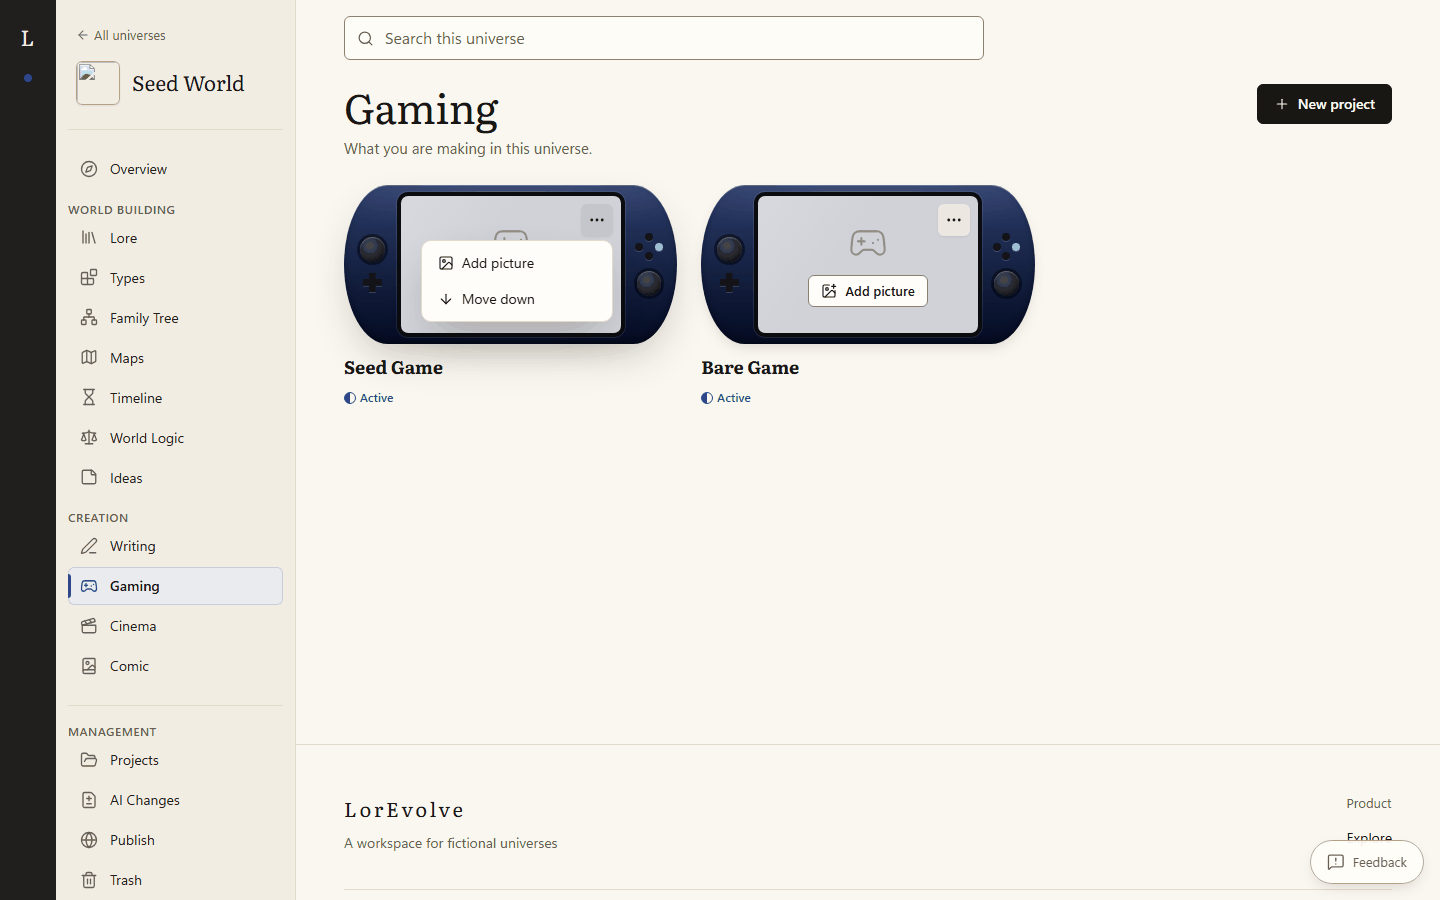 L
All universes
Seed World
Overview
WORLD BUILDING
Lore
Types
Family Tree
Maps
Timeline
World Logic
Ideas
CREATION
Writing
Gaming
Cinema
Comic
MANAGEMENT
Projects
AI Changes
Publish
Trash
Search this universe
Gaming
New project
What you are making in this universe.
Add picture
Move down
Add picture
Seed Game
Active
Bare Game
Active
LorEvolve
A workspace for fictional universes
Product
Explore
Feedback